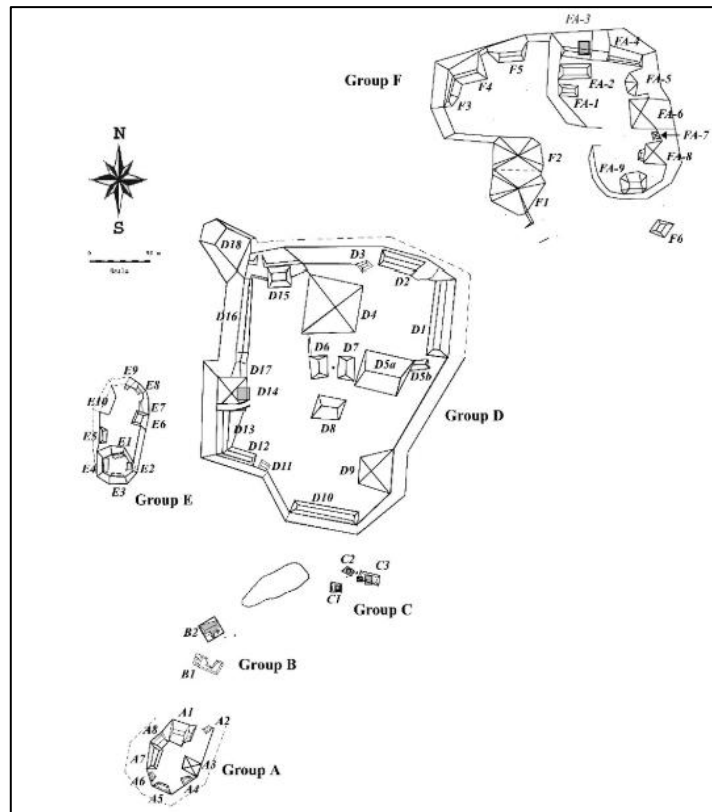 FA-3
FA-4
Group F
F5
F4
FA-2
FA-5
F3
FA-1
FA-6
N
FA-7
F2
FA-8
FA-9
S
F1
F6
D18
D3
D2
D15
D16
D4
D1
D6
D7
D5a
D5b
D17
E9
E8
D14
E10
E7
D8
Group D
E6
D13
E5
E1
D12
D11
D9
E4
E2
E3
Group E
D10
C2
C3
C1
Group C
B2
B1
Group B
A1
A2
A8
A7
A3
Group A
A6
A4
A5